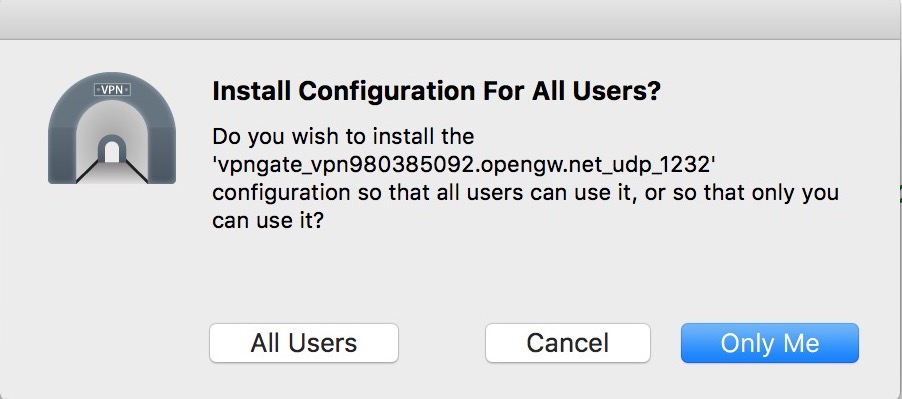 VPN
Install Configuration For All Users?
Do you wish to install the
'vpngate_vpn980385092.opengw.net_udp_1232'
configuration so that all users can use it, or so that only you
can use it?
All Users
Cancel
Only Me